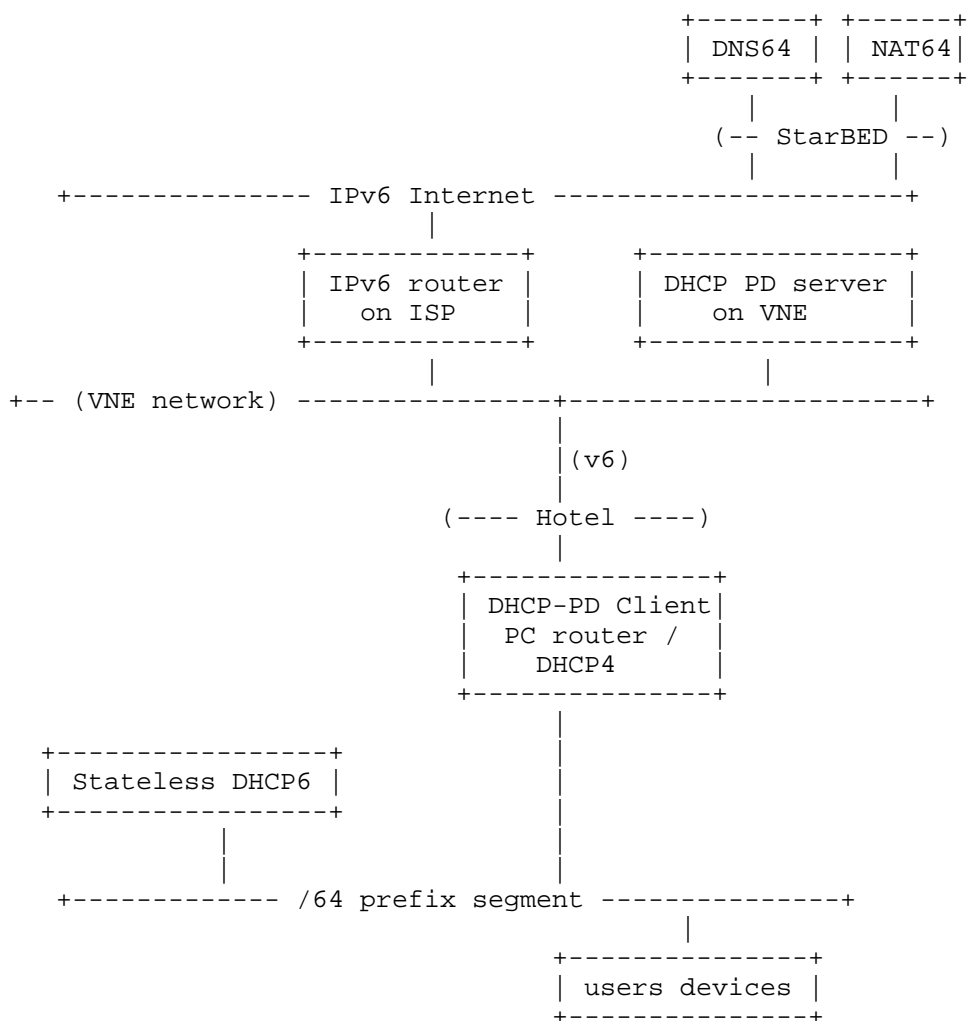 DNS64 NAT64
(-- StarBED --)
IPv6 Internet
IPv6 router DHCP PD server
on ISP on VNE
(VNE network)
(v6)
(---- Hotel ----)
DHCP-PD Client
PC router /
DHCP4
Stateless DHCP6
/64 prefix segment
users devices